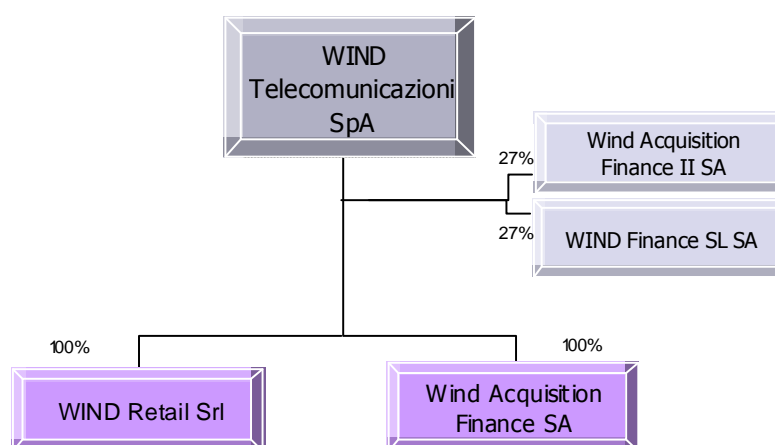 WIND
Telecomunicazioni
SpA
27%
Wind Acquisition
Finance II SA
27%
WIND Finance SL SA
100%
100%
WIND Retail Srl
Wind Acquisition
Finance SA